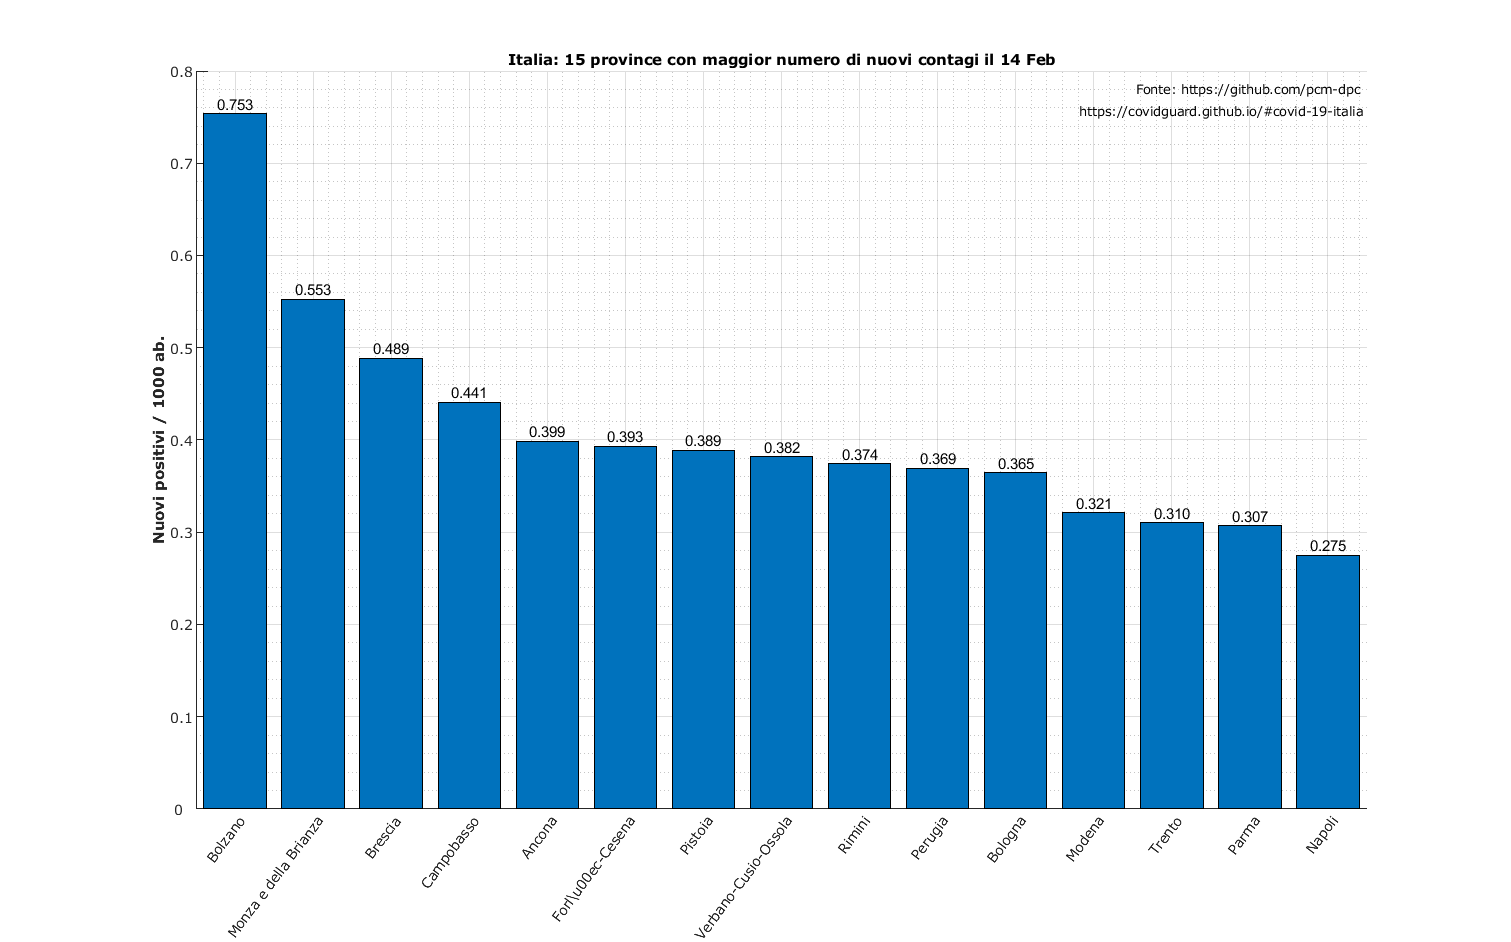 Italia: 15 province con maggior numero di nuovi contagi il 14 Feb
Fonte: https://github.com/pcm-dpc
https://covidguard.github.io/#covid-19-italia
Nuovi positivi / 1000 ab.
0.8
0.7
0.6
0.5
0.4
0.3
0.2
0.1
0
0.753
0.553
0.489
0.441
0.399
0.393
0.389
0.382
0.374
0.369
0.365
0.321
0.310
0.307
0.275
Bolzano
Monza e della Brianza
Brescia
Campobasso
Ancona
Forl\u00ec-Cesena
Pistoia
Verbano-Cusio-Ossola
Rimini
Perugia
Bologna
Modena
Trento
Parma
Napoli